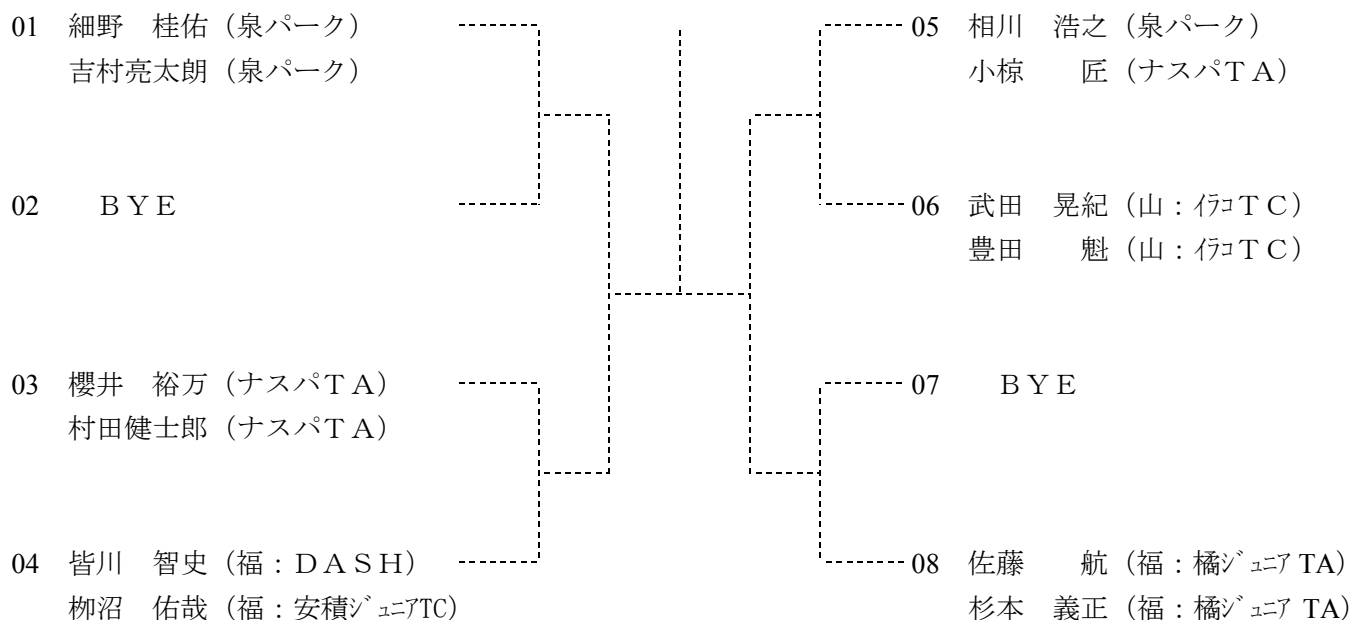 01 細野　桂佑（泉パーク）
吉村亮太朗（泉パーク）
02 ＢＹＥ
03 櫻井　裕万（ナスパＴＡ）
村田健士郎（ナスパＴＡ）
04 皆川　智史（福：ＤＡＳＨ）
栁沼　佑哉（福：安積ｼﾞｭﾆｱTC）
05 相川　浩之（泉パーク）
小椋　　匠（ナスパＴＡ）
06 武田　晃紀（山：ｲﾗｺＴＣ）
豊田　　魁（山：ｲﾗｺＴＣ）
07 ＢＹＥ
08 佐藤　　航（福：橘ｼﾞｭﾆｱ TA）
杉本　義正（福：橘ｼﾞｭﾆｱ TA）